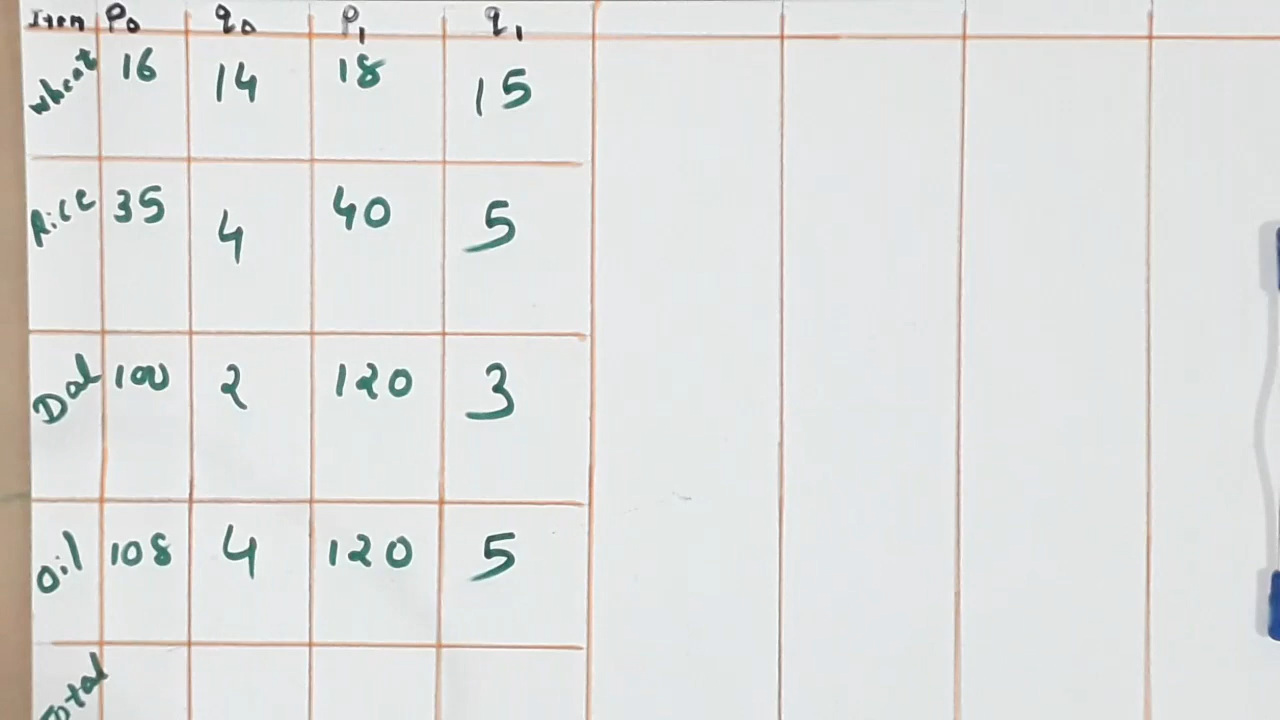 Item P₀ q₀ P₁ q₁
Wheat 16 14 18 15
Rice 35 4 40 5
Dal 100 2 120 3
Oil 108 4 120 5
Total